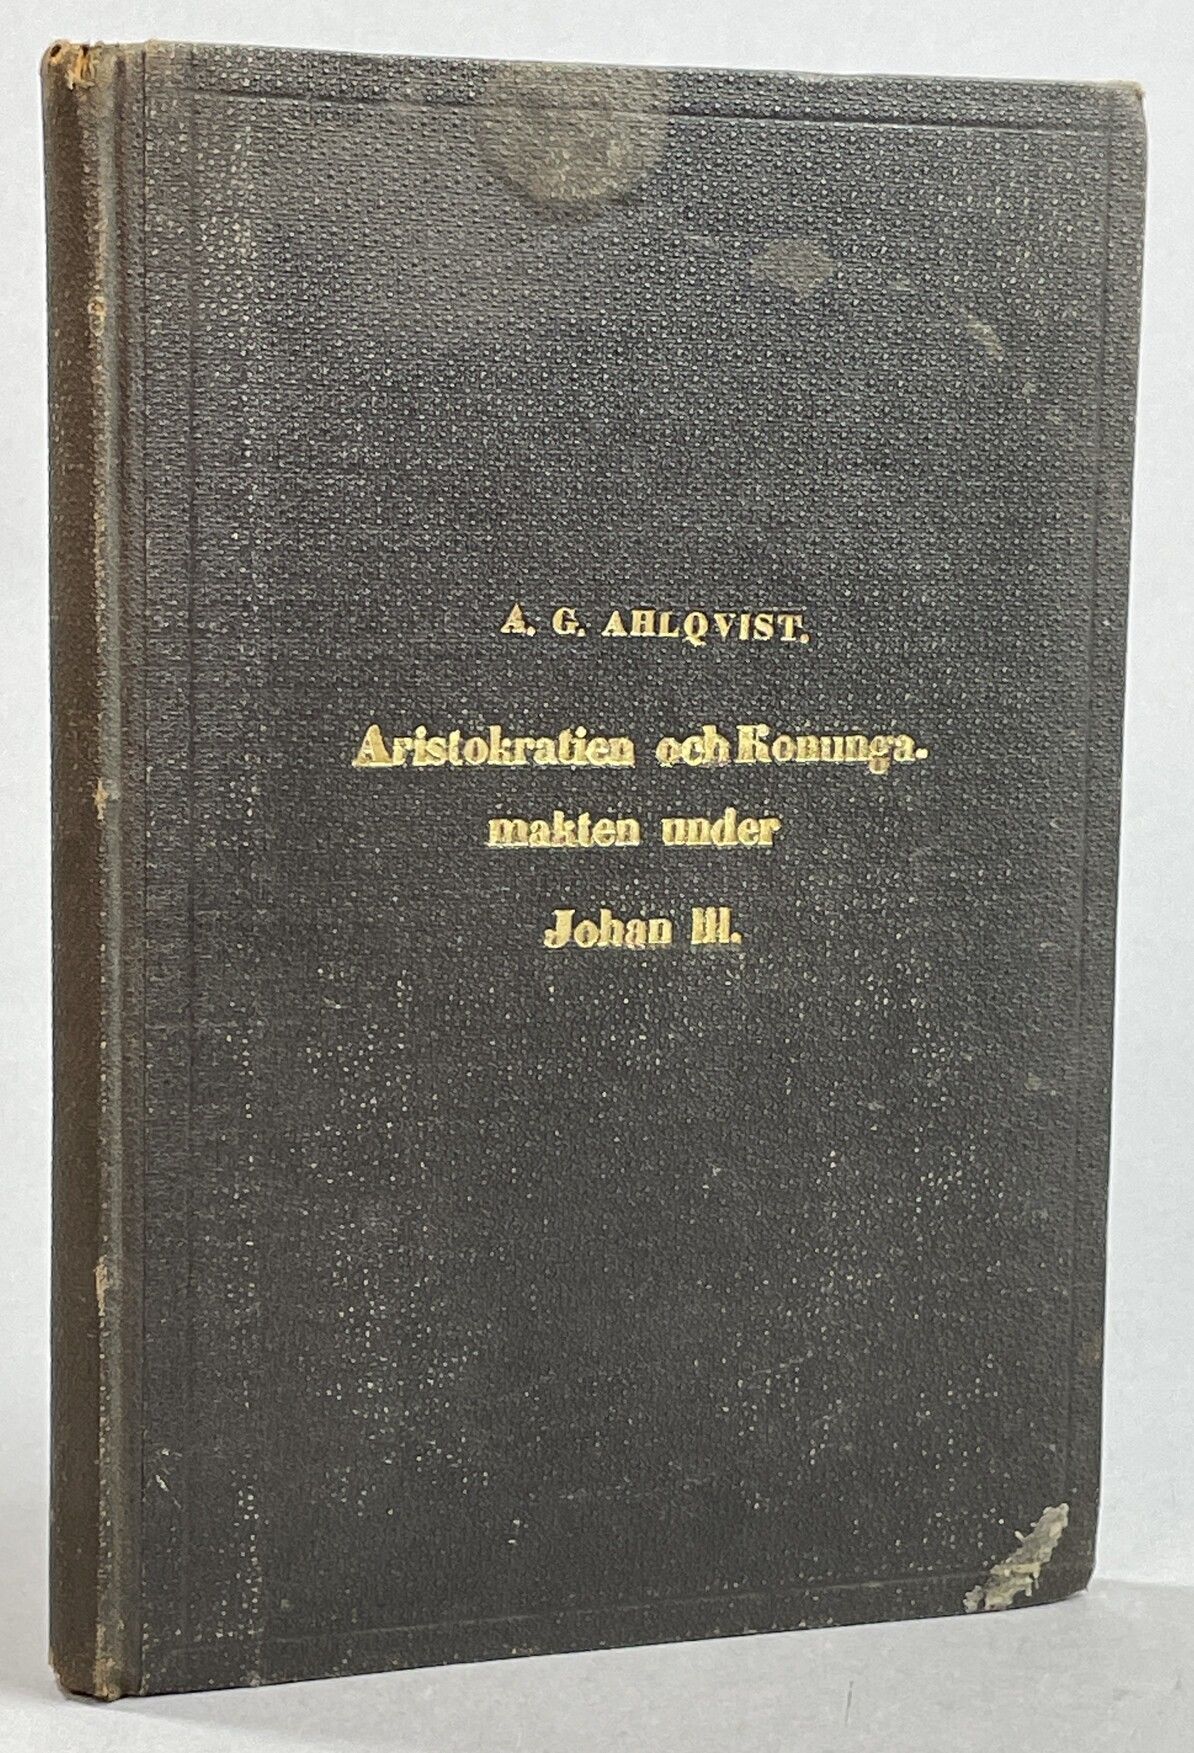 A. G. AHLQVIST.
Aristokratien och Konunga-
makten under
Johan III.